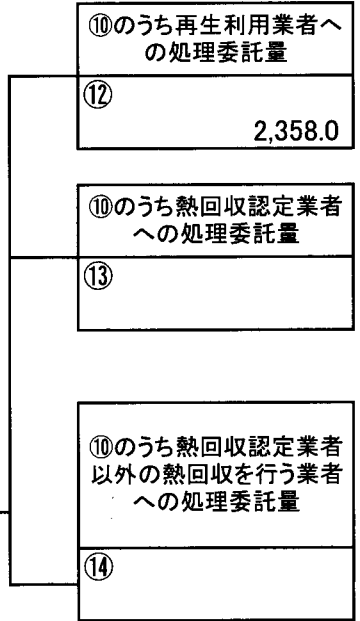 ⑩のうち再生利用業者へ
の処理委託量
⑫
2,358.0
⑩のうち熱回収認定業者
への処理委託量
⑬
⑩のうち熱回収認定業者
以外の熱回収を行う業者
への処理委託量
⑭